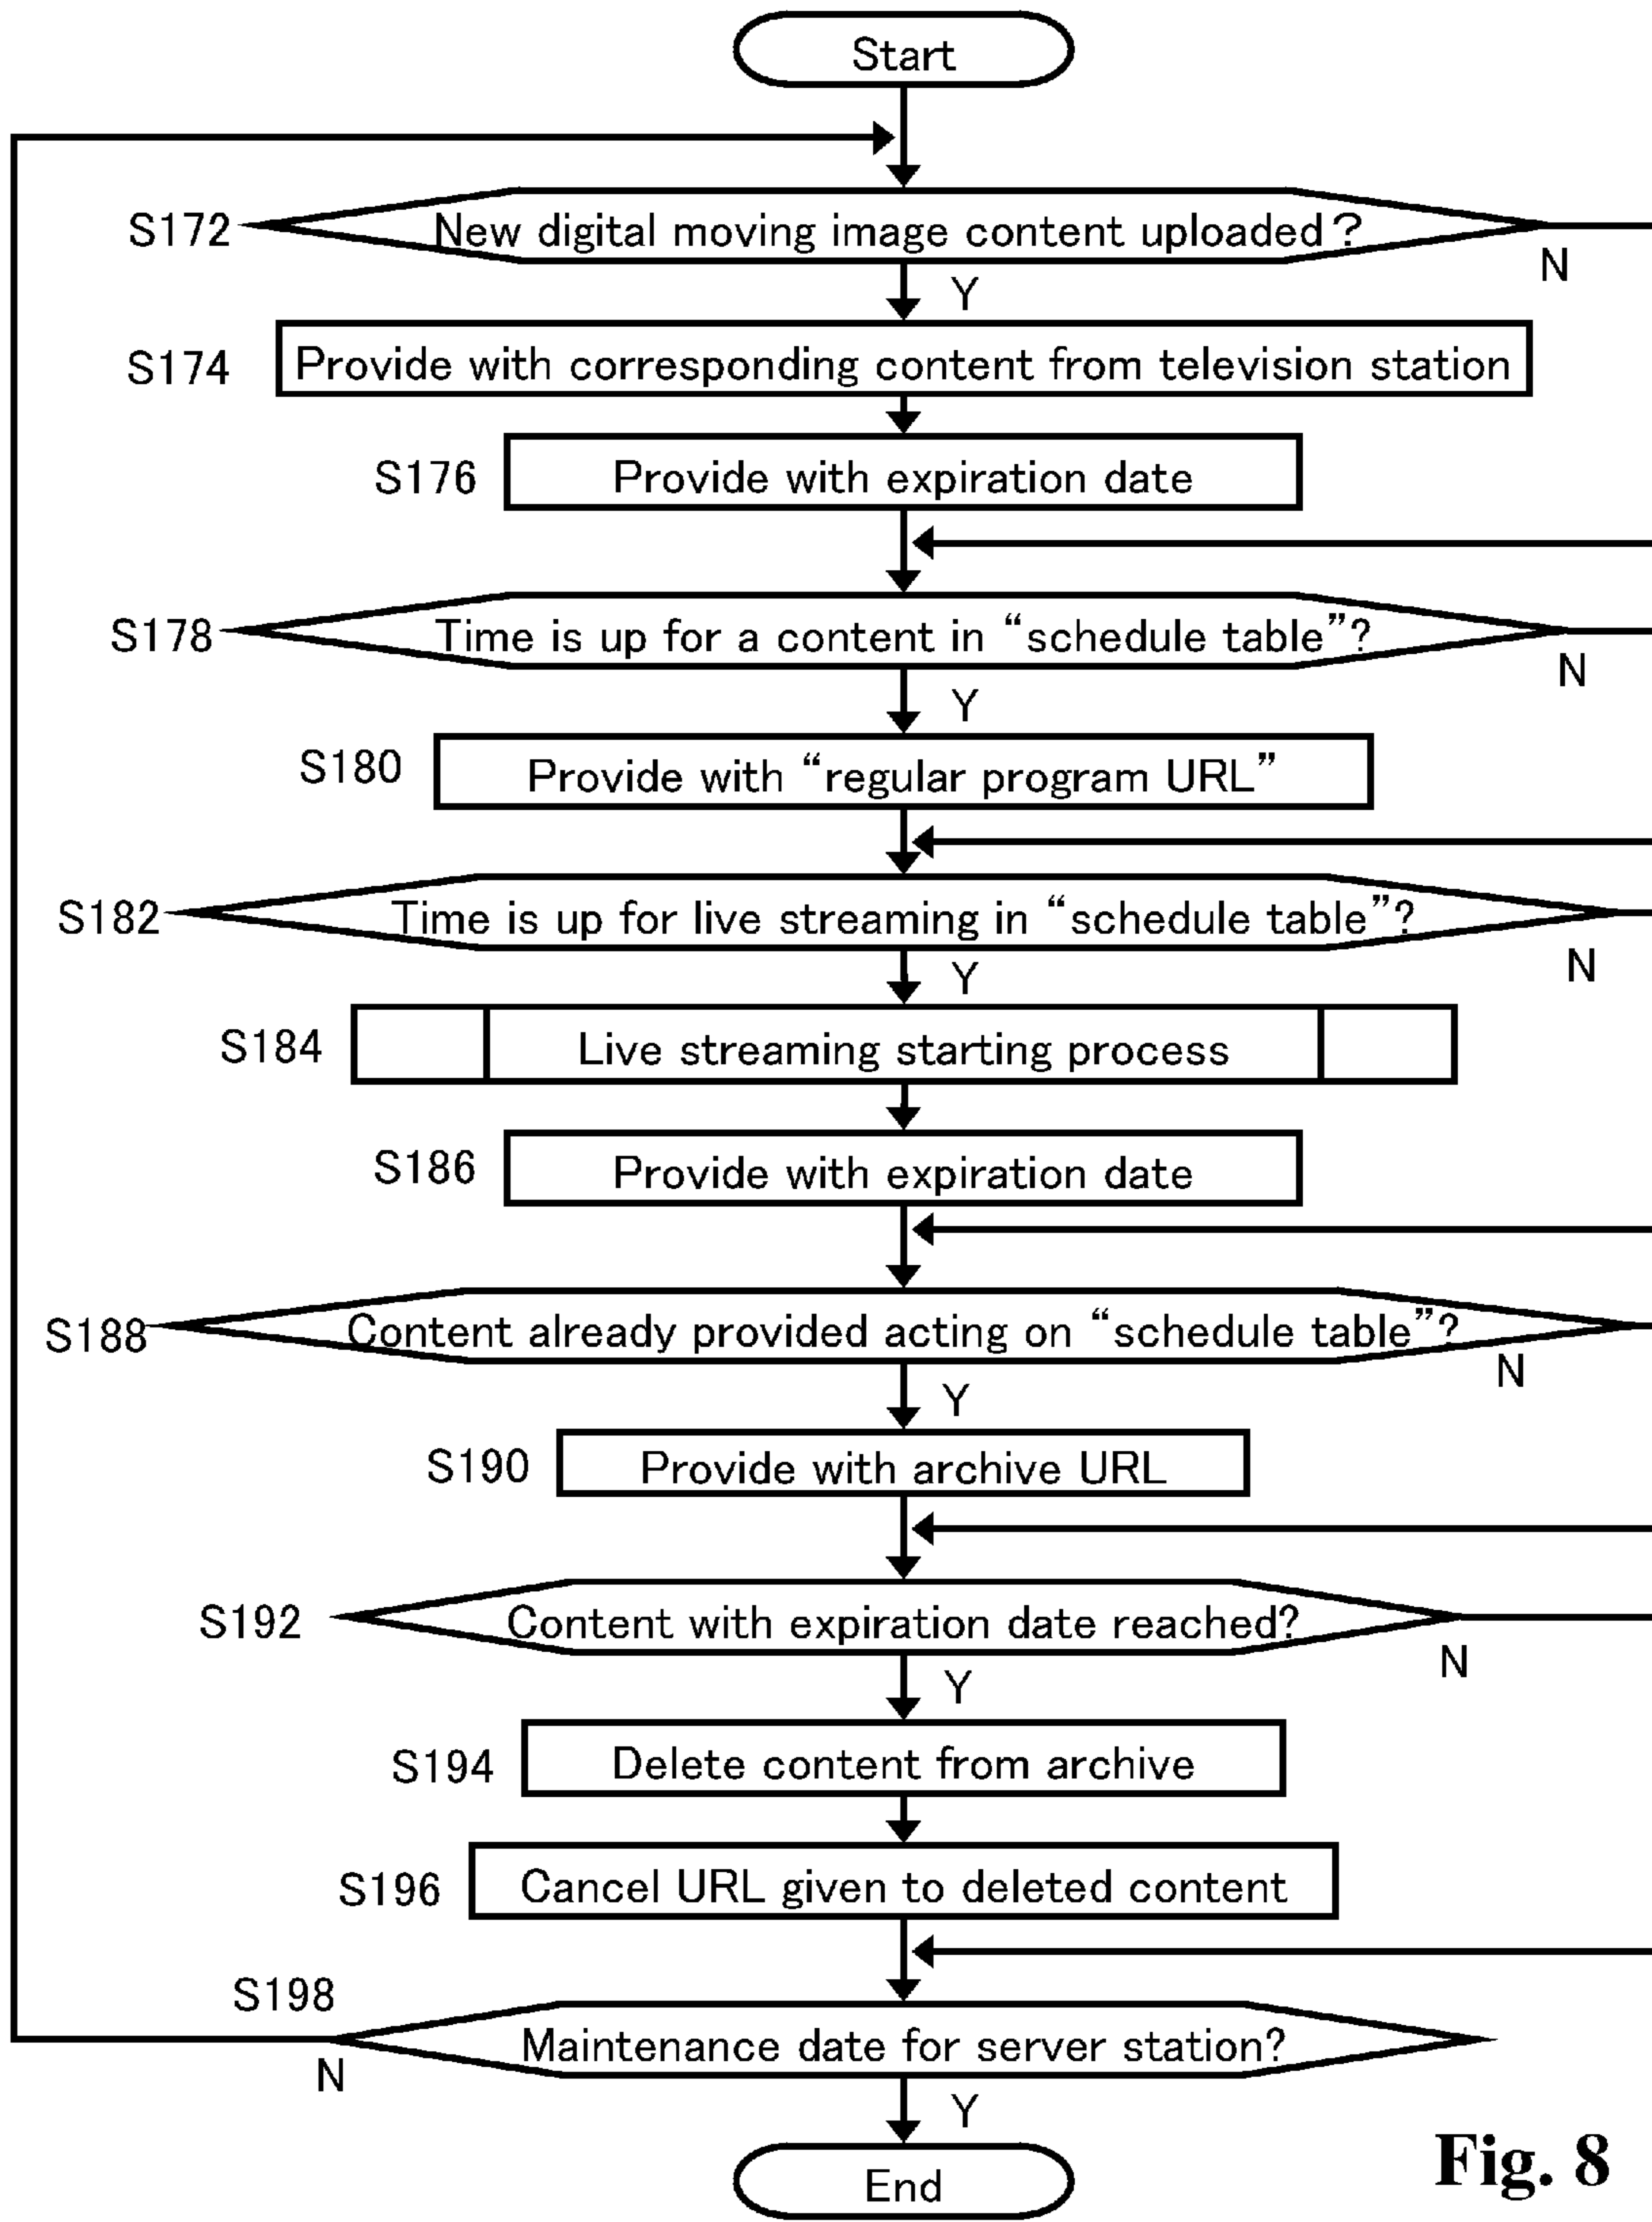 Start
S172
New digital moving image content uploaded?
N
Y
S174
Provide with corresponding content from television station
S176
Provide with expiration date
S178
Time is up for a content in “schedule table”?
N
Y
S180
Provide with “regular program URL”
S182
Time is up for live streaming in “schedule table”?
N
Y
S184
Live streaming starting process
S186
Provide with expiration date
S188
Content already provided acting on “schedule table”?
N
Y
S190
Provide with archive URL
S192
Content with expiration date reached?
N
Y
S194
Delete content from archive
S196
Cancel URL given to deleted content
S198
Maintenance date for server station?
N
Y
End
Fig. 8